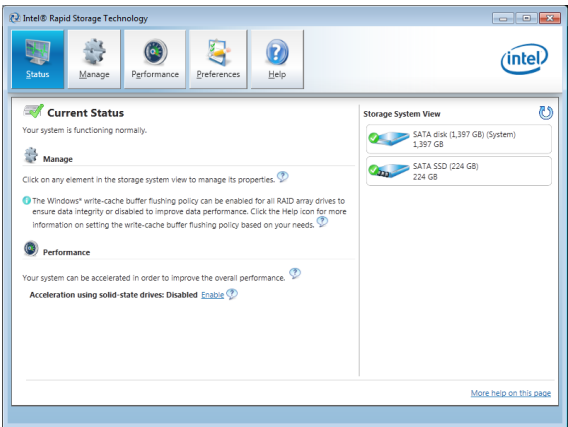 Intel® Rapid Storage Technology
Status
Manage
Performance
Preferences
Help
intel
Current Status
Your system is functioning normally.
Manage
Click on any element in the storage system view to manage its properties.
The Windows* write-cache buffer flushing policy can be enabled for all RAID array drives to
ensure data integrity or disabled to improve data performance. Click the Help icon for more
information on setting the write-cache buffer flushing policy based on your needs.
Performance
Your system can be accelerated in order to improve the overall performance.
Acceleration using solid-state drives: Disabled Enable
Storage System View
SATA disk (1,397 GB) (System)
1,397 GB
SATA SSD (224 GB)
224 GB
More help on this page